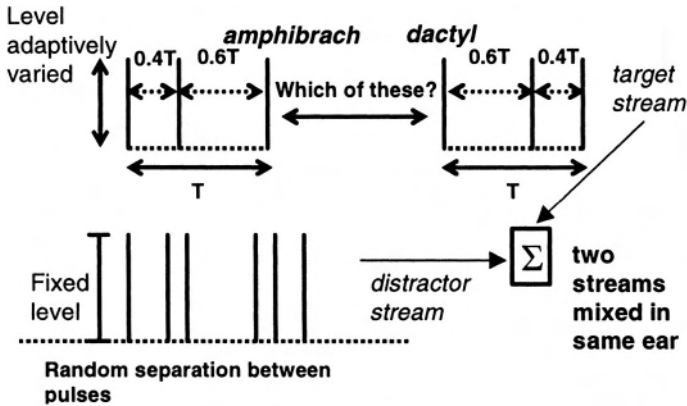 Level
adaptively
varied
amphibrach dactyl
0.4T 0.6T 0.6T 0.4T
Which of these?
target
stream
T T
Fixed
level
distractor
stream
Σ
two
streams
mixed in
same ear
Random separation between
pulses